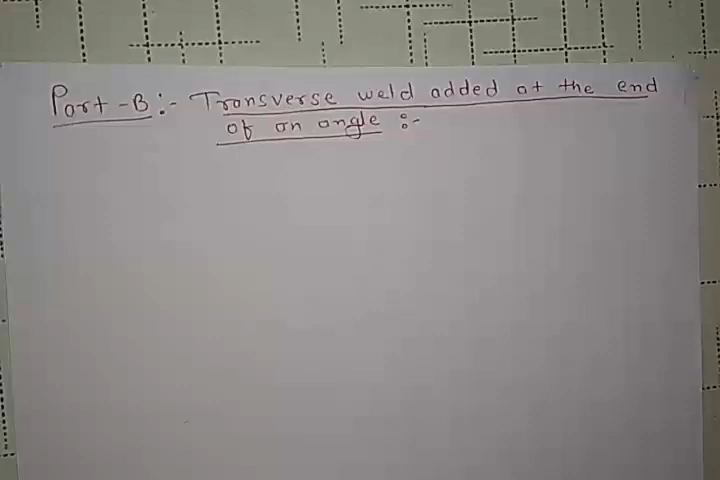 Part -B :- Transverse weld added at the end
of an angle :-